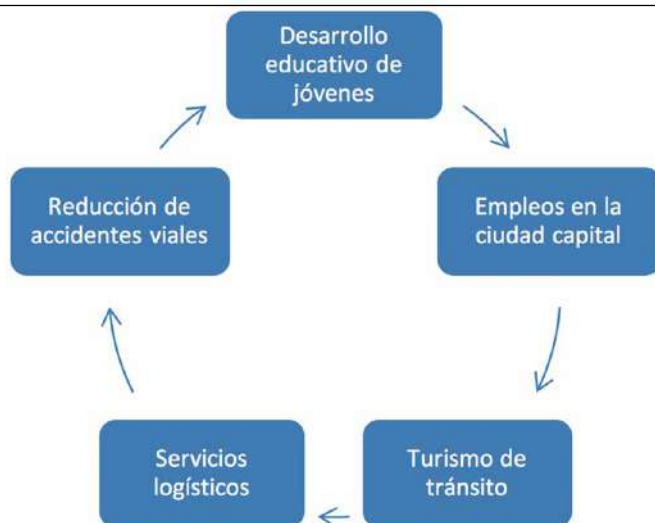 Desarrollo
educativo de
jóvenes
Empleos en la
ciudad capital
Turismo de
tránsito
Servicios
logísticos
Reducción de
accidentes viales